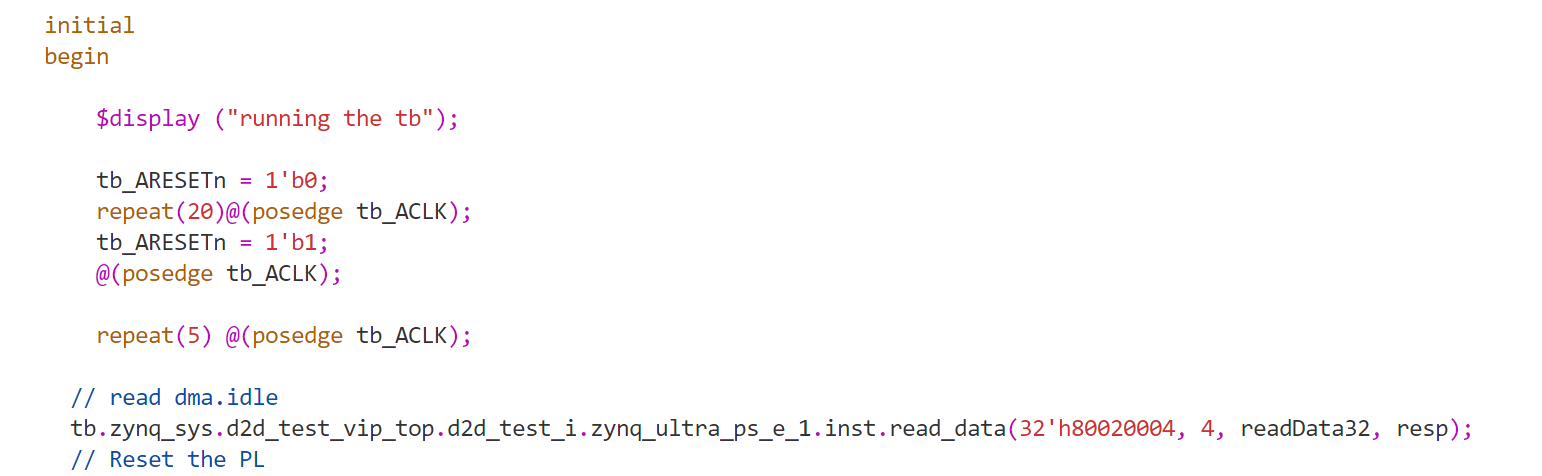 initial
begin
$display ("running the tb");
tb_ARESETn = 1'b0;
repeat(20)@(posedge tb_ACLK);
tb_ARESETn = 1'b1;
@(posedge tb_ACLK);
repeat(5) @(posedge tb_ACLK);
// read dma.idle
tb.zynq_sys.d2d_test_vip_top.d2d_test_i.zynq_ultra_ps_e_1.inst.read_data(32'h80020004, 4, readData32, resp);
// Reset the PL